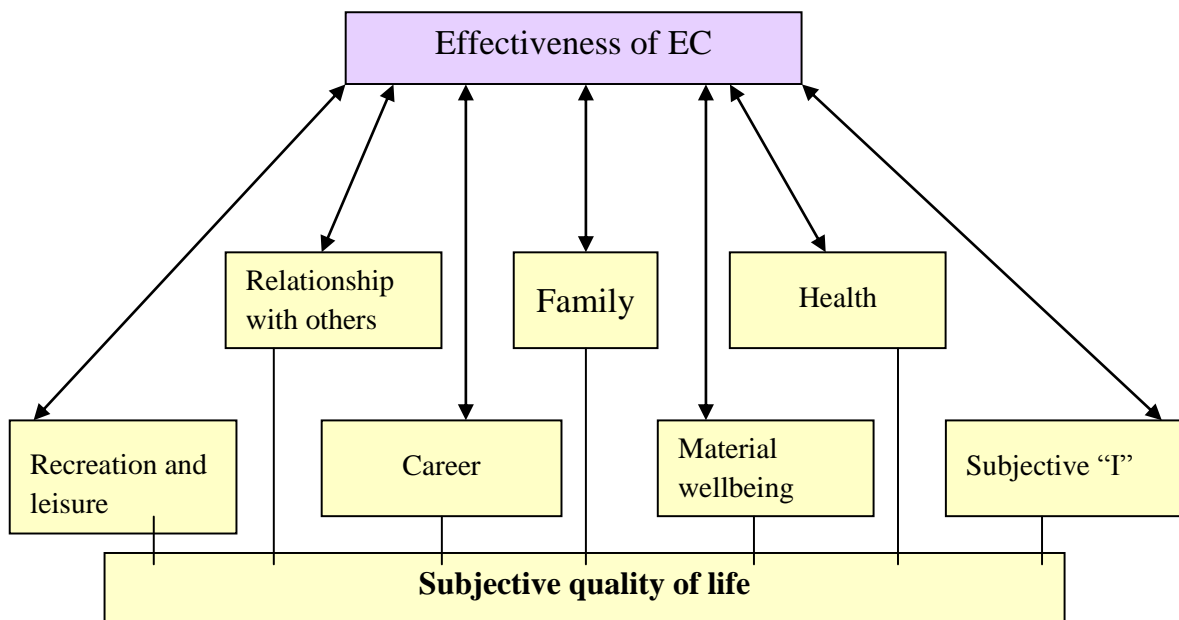 Effectiveness of EC
Relationship
with others
Family
Health
Recreation and
leisure
Career
Material
wellbeing
Subjective “I”
Subjective quality of life